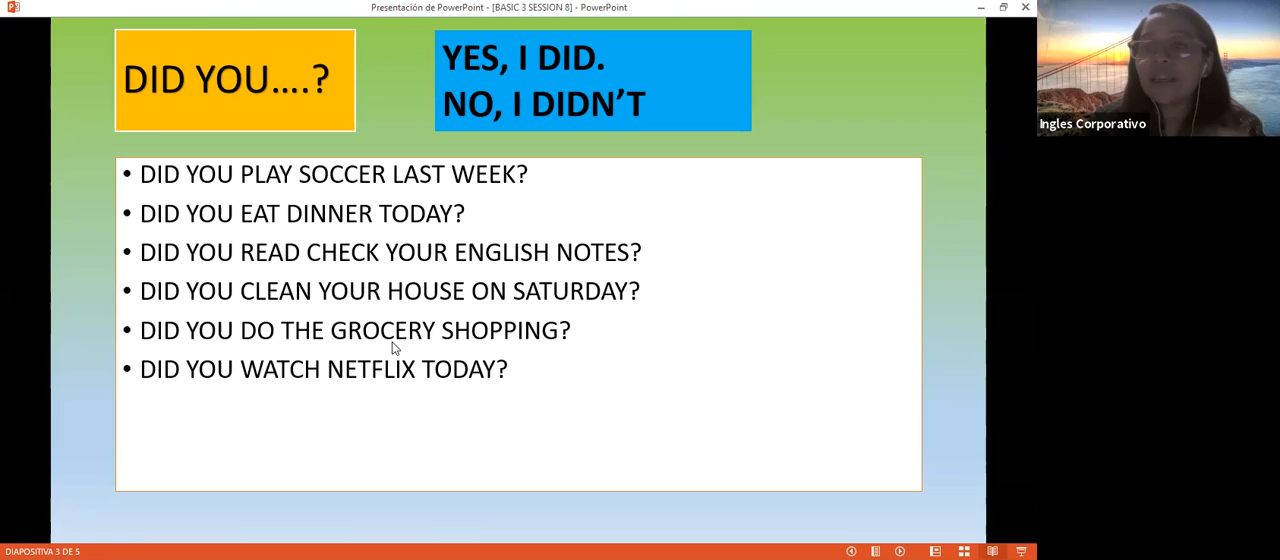 Presentación de PowerPoint - [BASIC 3 SESSION 8] - PowerPoint
DID YOU....?
YES, I DID.
NO, I DIDN'T
• DID YOU PLAY SOCCER LAST WEEK?
• DID YOU EAT DINNER TODAY?
• DID YOU READ CHECK YOUR ENGLISH NOTES?
• DID YOU CLEAN YOUR HOUSE ON SATURDAY?
• DID YOU DO THE GROCERY SHOPPING?
• DID YOU WATCH NETFLIX TODAY?
Ingles Corporativo
DIAPOSITIVA 3 DE 5